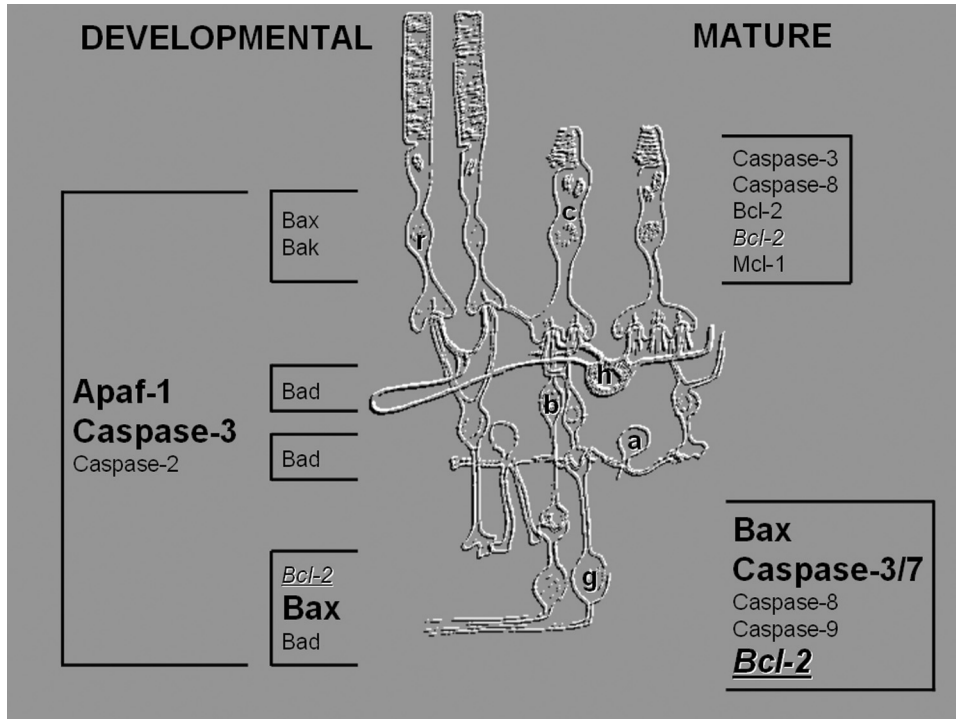 DEVELOPMENTAL
MATURE
Bax
Bak
Bad
Bad
Bcl-2
Bax
Bad
Apaf-1
Caspase-3
Caspase-2
r
c
h
b
a
g
Caspase-3
Caspase-8
Bcl-2
Bcl-2
Mcl-1
Bax
Caspase-3/7
Caspase-8
Caspase-9
Bcl-2